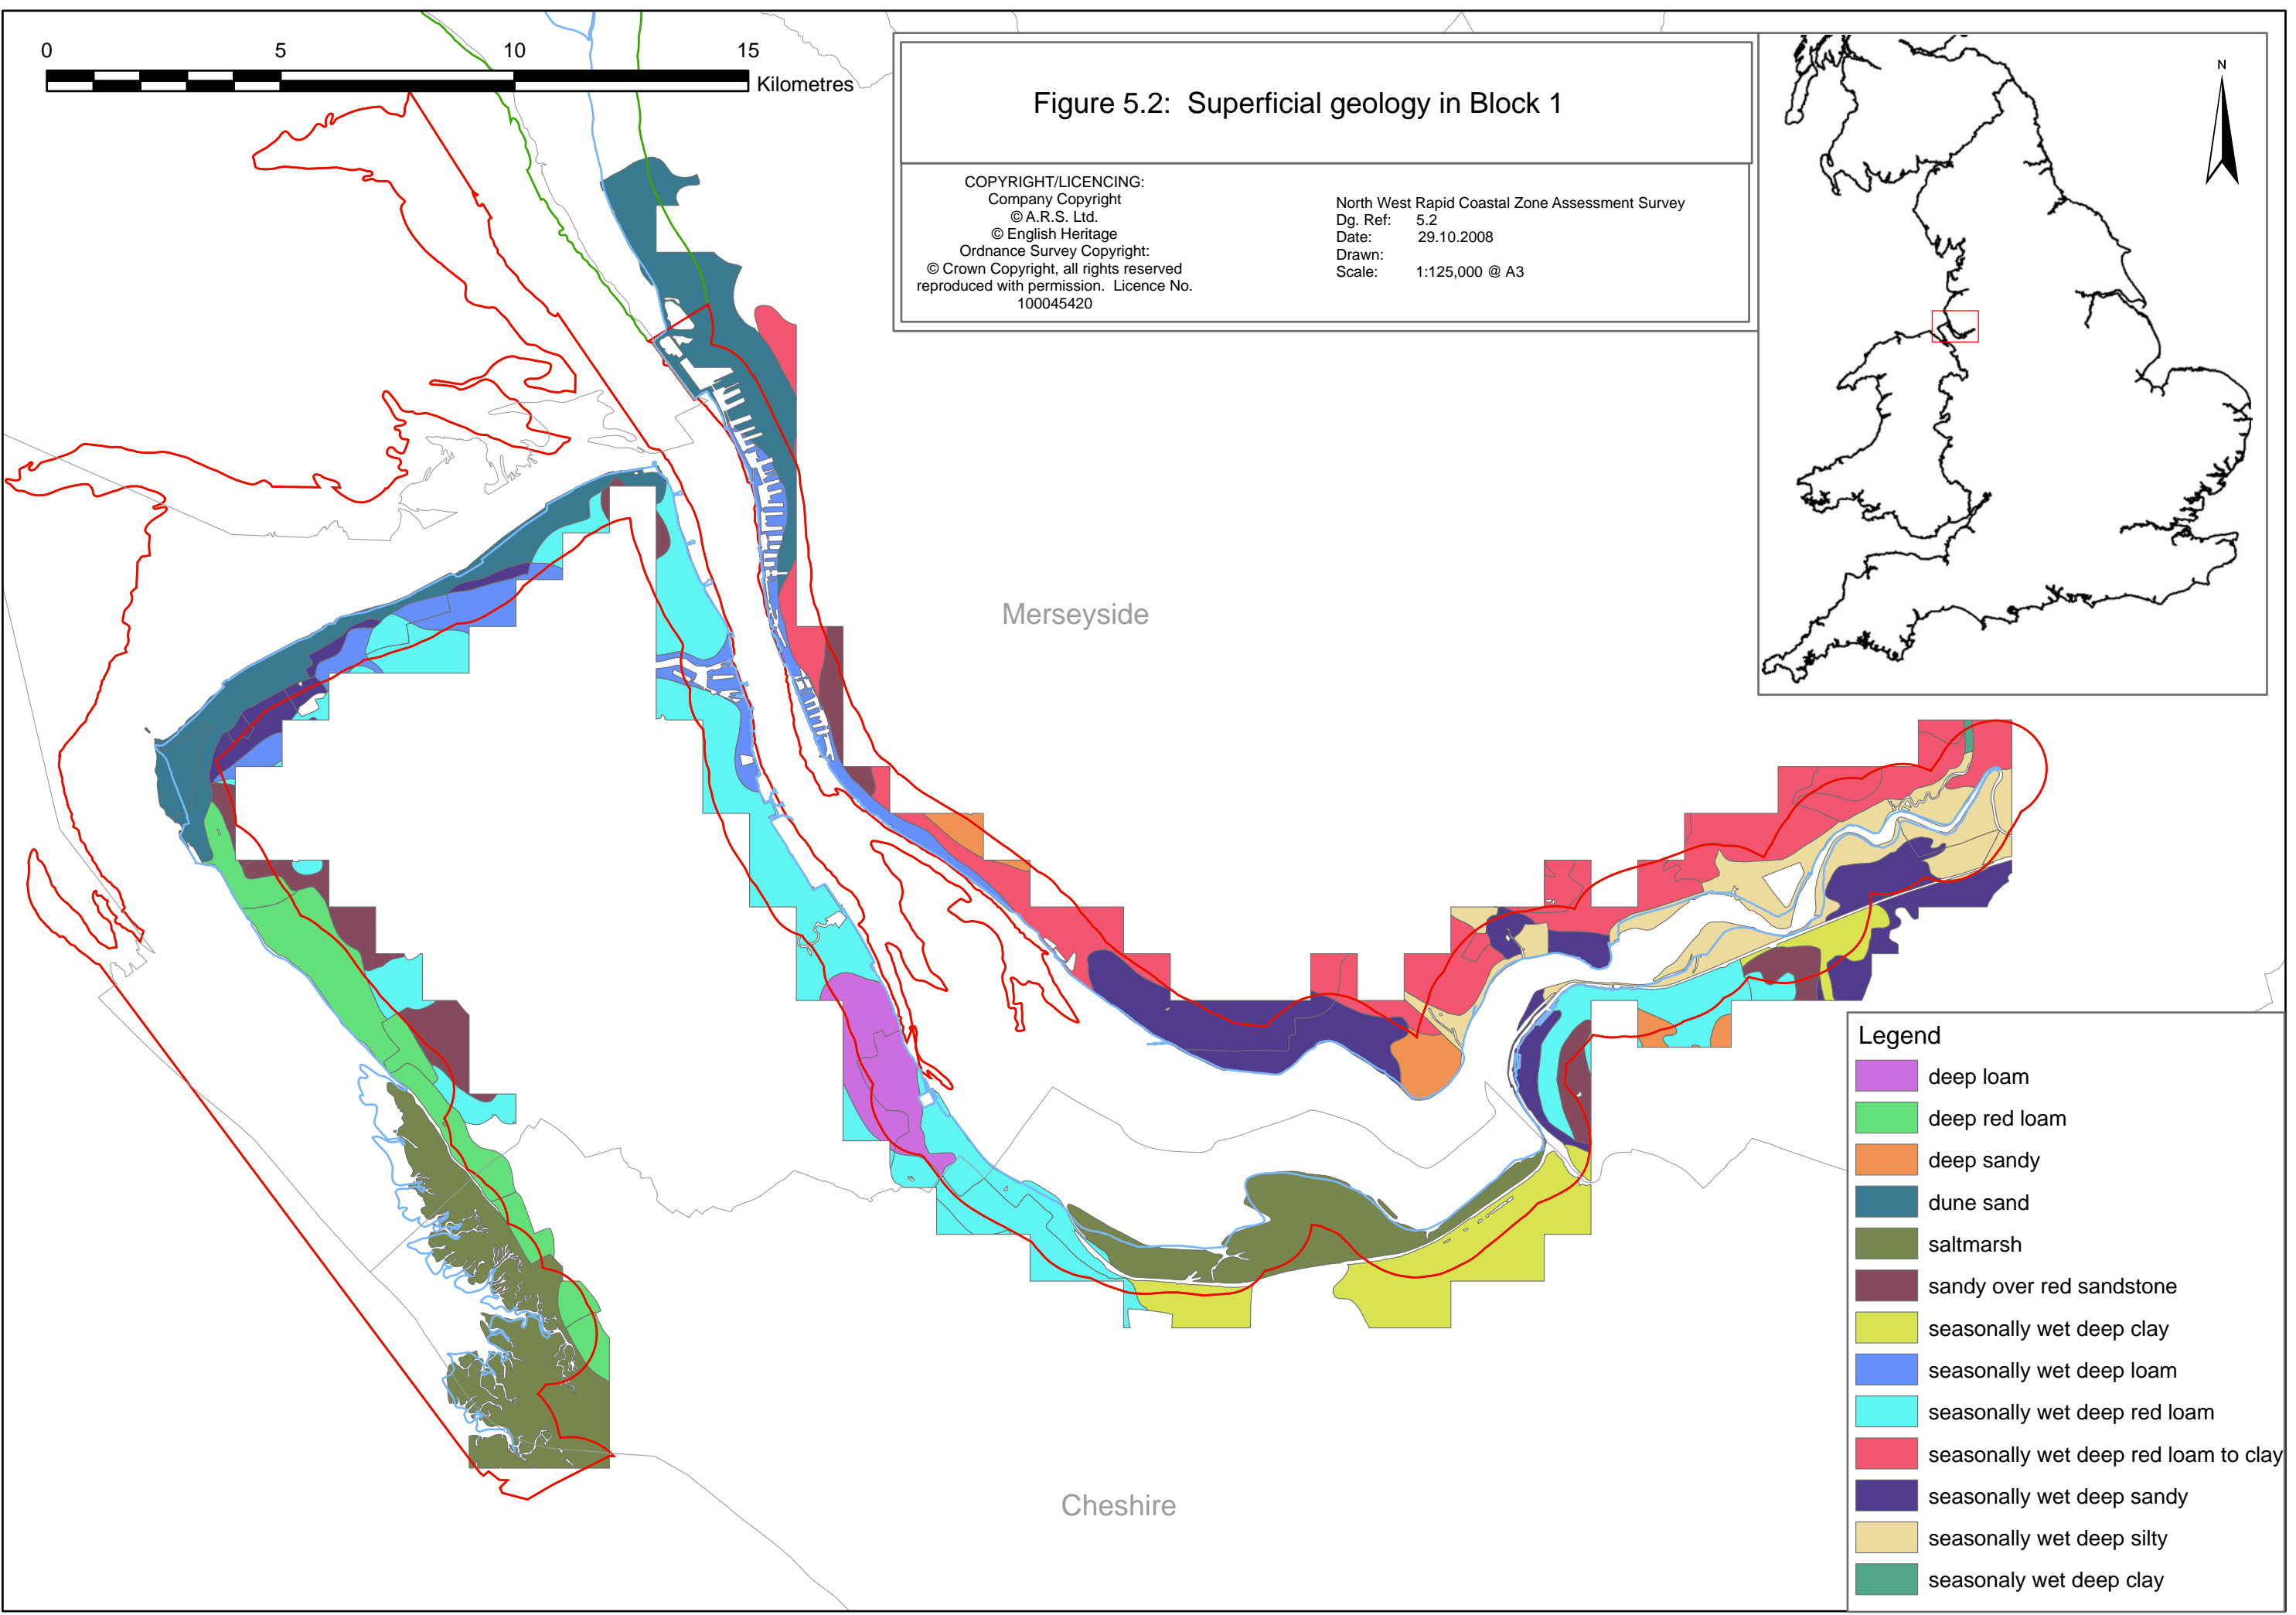 0 5 10 15
Kilometres
Figure 5.2: Superficial geology in Block 1
COPYRIGHT/LICENCING:
Company Copyright
© A.R.S. Ltd.
© English Heritage
Ordnance Survey Copyright:
© Crown Copyright, all rights reserved
reproduced with permission. Licence No.
100045420
North West Rapid Coastal Zone Assessment Survey
Dg. Ref: 5.2
Date: 29.10.2008
Drawn:
Scale: 1:125,000 @ A3
N
Merseyside
Cheshire
Legend
deep loam
deep red loam
deep sandy
dune sand
saltmarsh
sandy over red sandstone
seasonally wet deep clay
seasonally wet deep loam
seasonally wet deep red loam
seasonally wet deep red loam to clay
seasonally wet deep sandy
seasonally wet deep silty
seasonaly wet deep clay